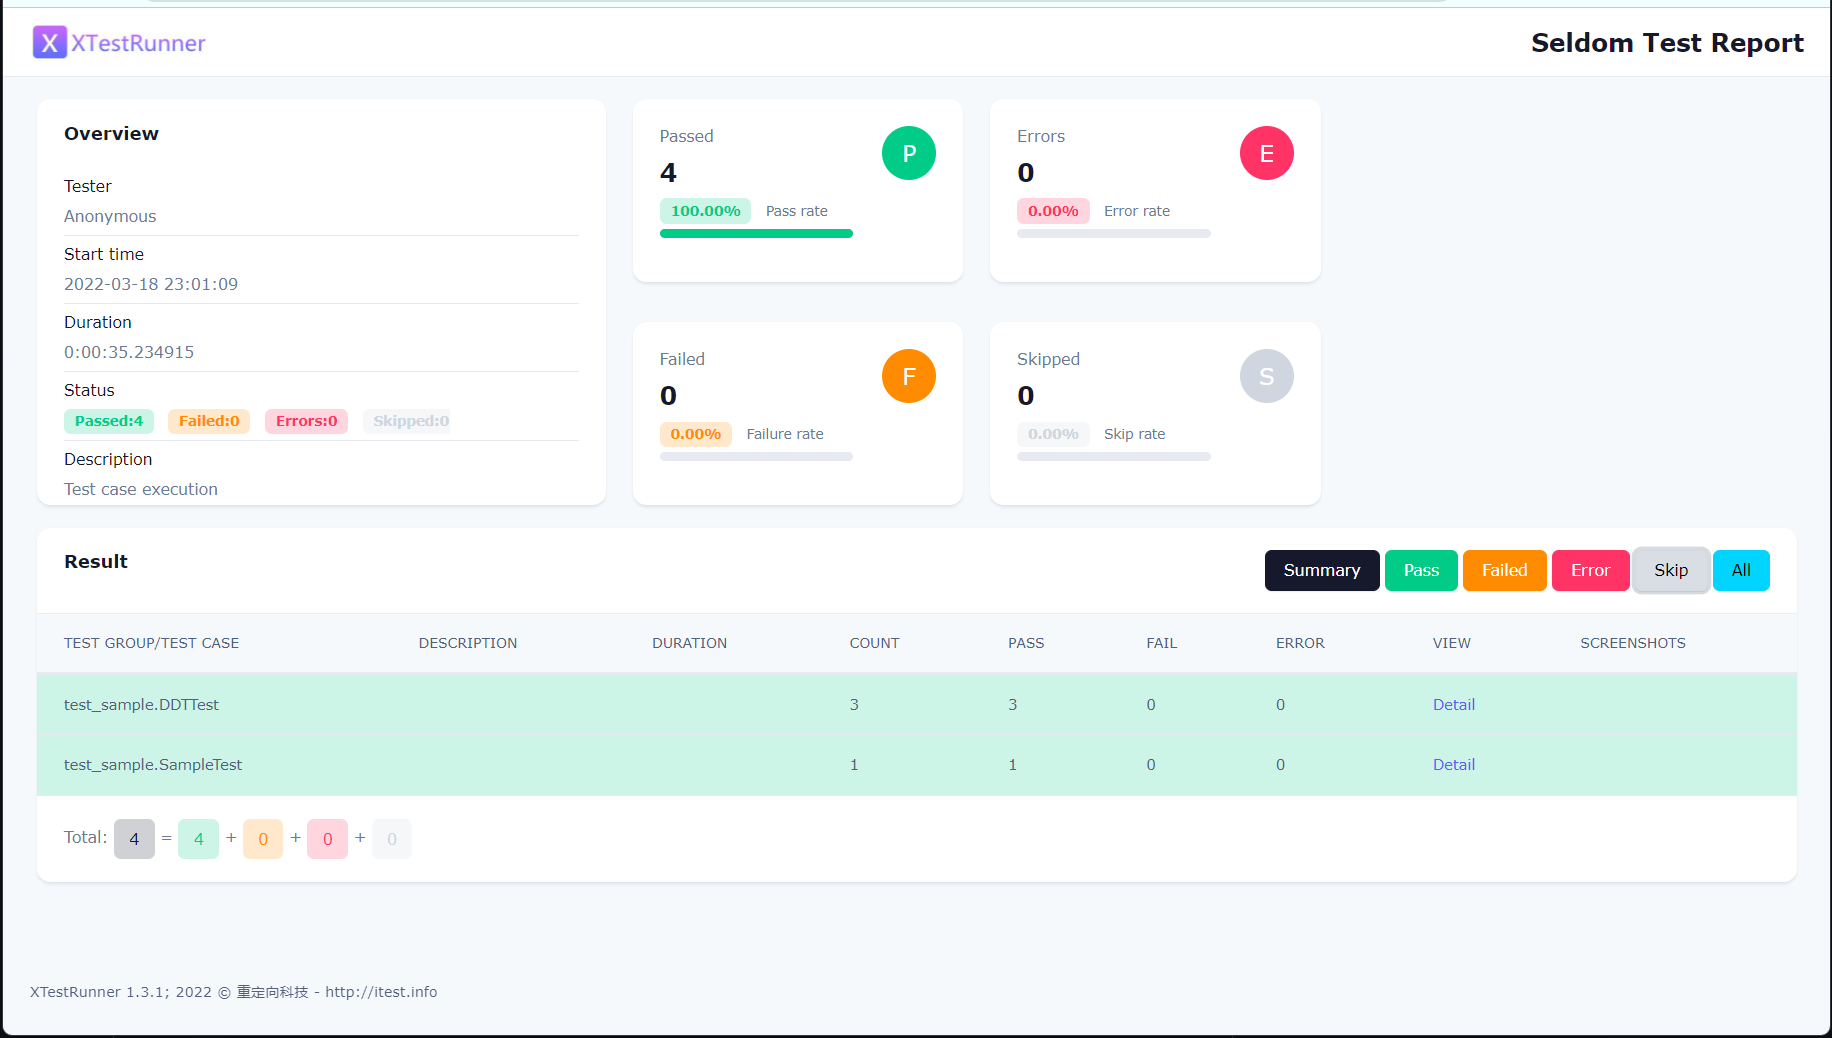 X XTestRunner
Seldom Test Report
Overview
Tester
Anonymous
Start time
2022-03-18 23:01:09
Duration
0:00:35.234915
Status
Passed:4 Failed:0 Errors:0 Skipped:0
Description
Test case execution
Passed
P
4
100.00% Pass rate
Errors
E
0
0.00% Error rate
Failed
F
0
0.00% Failure rate
Skipped
S
0
0.00% Skip rate
Result
Summary Pass Failed Error Skip All
TEST GROUP/TEST CASE DESCRIPTION DURATION COUNT PASS FAIL ERROR VIEW SCREENSHOTS
test_sample.DDTTest 3 3 0 0 Detail
test_sample.SampleTest 1 1 0 0 Detail
Total: 4 = 4 + 0 + 0 + 0
XTestRunner 1.3.1; 2022 © 重定向科技 - http://itest.info